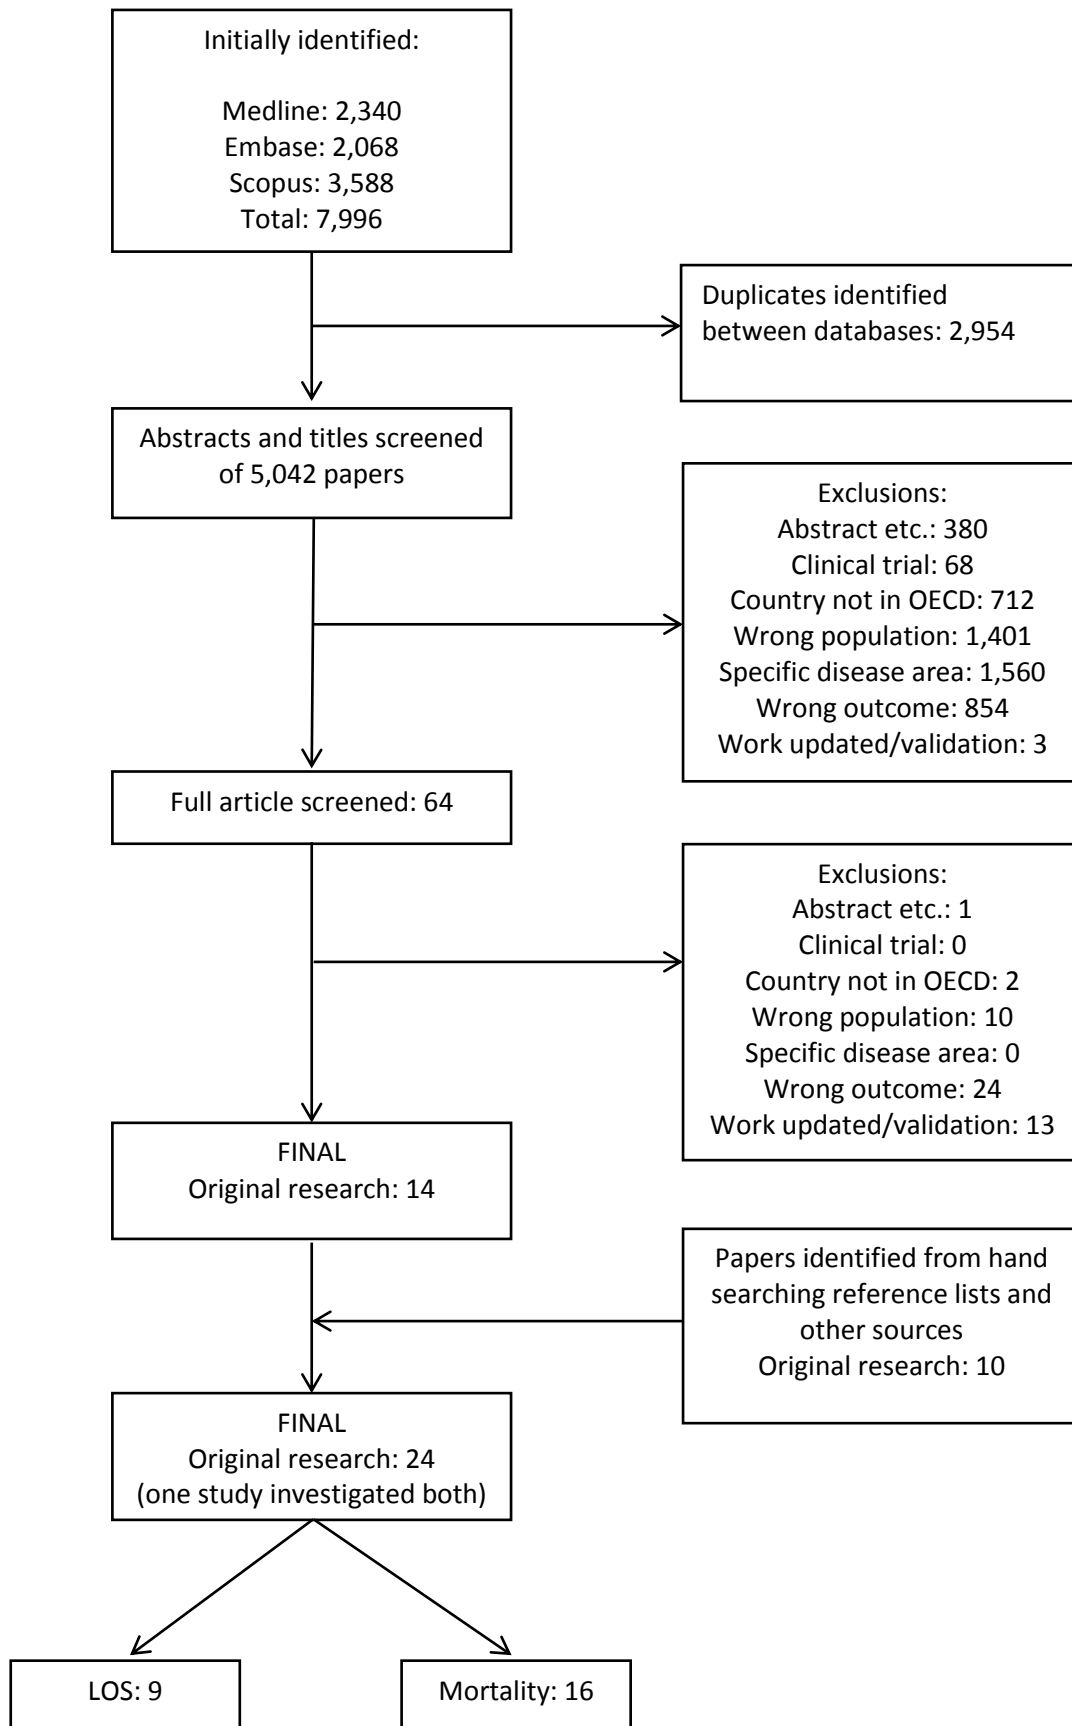 Initially identified:
Medline: 2,340
Embase: 2,068
Scopus: 3,588
Total: 7,996
Duplicates identified
between databases: 2,954
Abstracts and titles screened
of 5,042 papers
Exclusions:
Abstract etc.: 380
Clinical trial: 68
Country not in OECD: 712
Wrong population: 1,401
Specific disease area: 1,560
Wrong outcome: 854
Work updated/validation: 3
Full article screened: 64
Exclusions:
Abstract etc.: 1
Clinical trial: 0
Country not in OECD: 2
Wrong population: 10
Specific disease area: 0
Wrong outcome: 24
Work updated/validation: 13
FINAL
Original research: 14
Papers identified from hand
searching reference lists and
other sources
Original research: 10
FINAL
Original research: 24
(one study investigated both)
LOS: 9
Mortality: 16